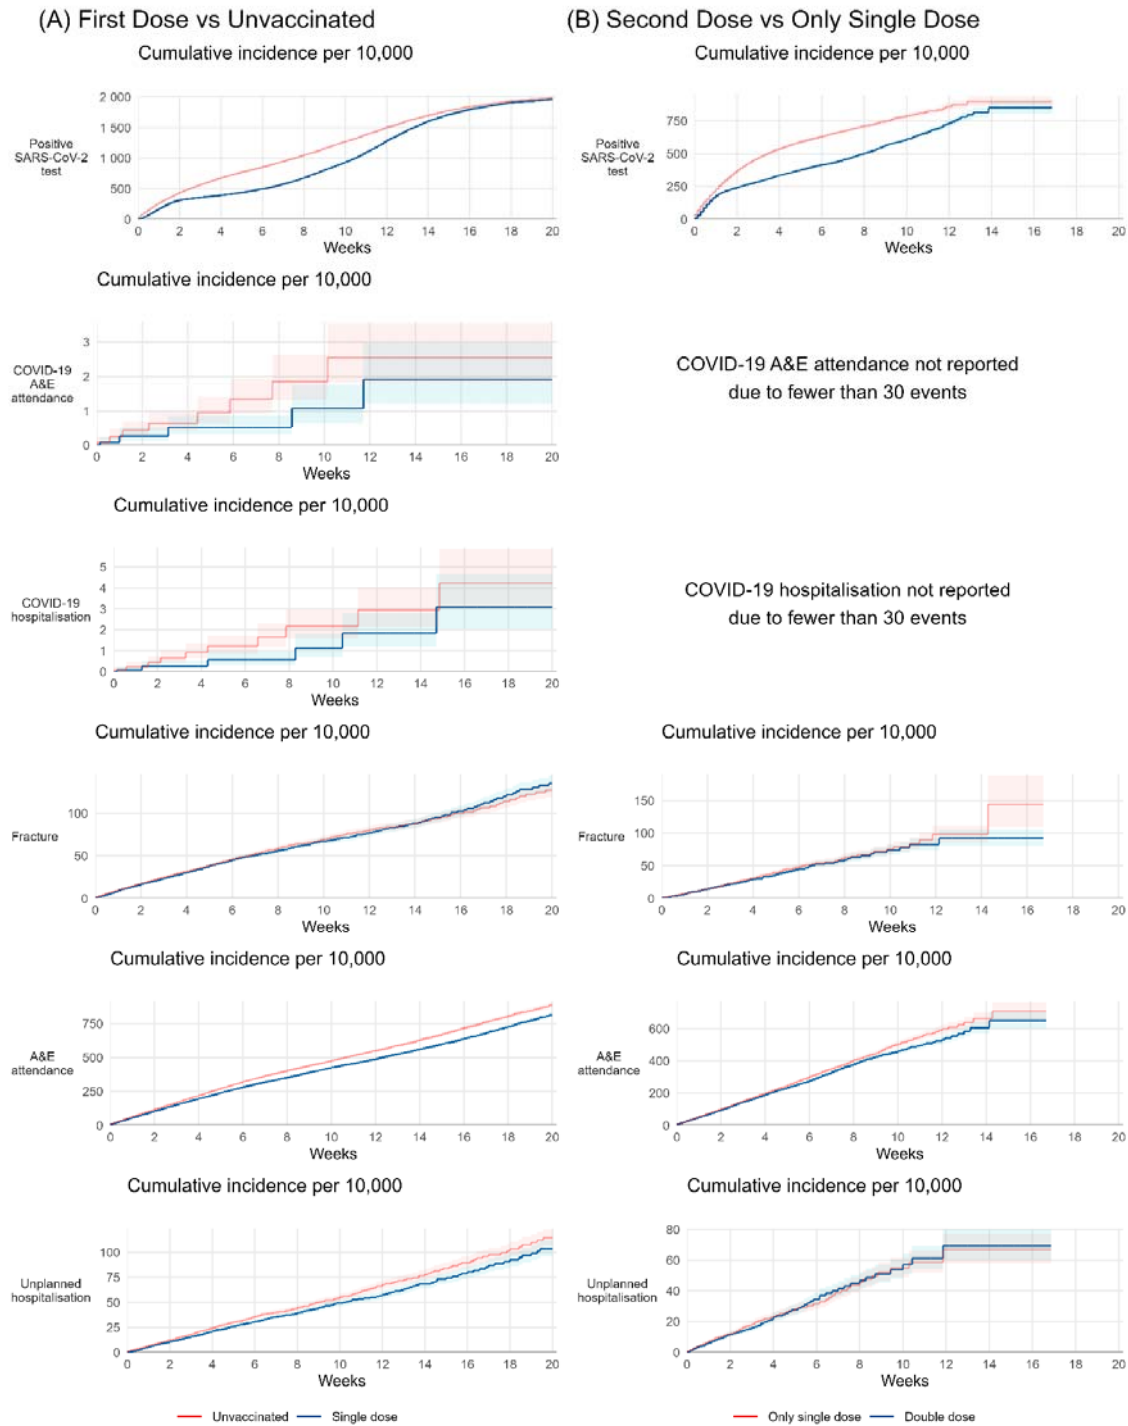 (A) First Dose vs Unvaccinated
(B) Second Dose vs Only Single Dose
Cumulative incidence per 10,000
2 000
1 500
1 000
500
0
Positive
SARS-CoV-2
test
0 2 4 6 8 10 12 14 16 18 20
Weeks
Cumulative incidence per 10,000
750
500
250
0
Positive
SARS-CoV-2
test
0 2 4 6 8 10 12 14 16 18 20
Weeks
Cumulative incidence per 10,000
3
2
1
0
COVID-19
A&E
attendance
0 2 4 6 8 10 12 14 16 18 20
Weeks
COVID-19 A&E attendance not reported
due to fewer than 30 events
Cumulative incidence per 10,000
5
4
3
2
1
0
COVID-19
hospitalisation
0 2 4 6 8 10 12 14 16 18 20
Weeks
COVID-19 hospitalisation not reported
due to fewer than 30 events
Cumulative incidence per 10,000
100
50
0
Fracture
0 2 4 6 8 10 12 14 16 18 20
Weeks
Cumulative incidence per 10,000
150
100
50
0
Fracture
0 2 4 6 8 10 12 14 16 18 20
Weeks
Cumulative incidence per 10,000
750
500
250
0
A&E
attendance
0 2 4 6 8 10 12 14 16 18 20
Weeks
Cumulative incidence per 10,000
600
400
200
0
A&E
attendance
0 2 4 6 8 10 12 14 16 18 20
Weeks
Cumulative incidence per 10,000
100
75
50
25
0
Unplanned
hospitalisation
0 2 4 6 8 10 12 14 16 18 20
Weeks
Unvaccinated Single dose
Cumulative incidence per 10,000
80
60
40
20
0
Unplanned
hospitalisation
0 2 4 6 8 10 12 14 16 18 20
Weeks
Only single dose Double dose